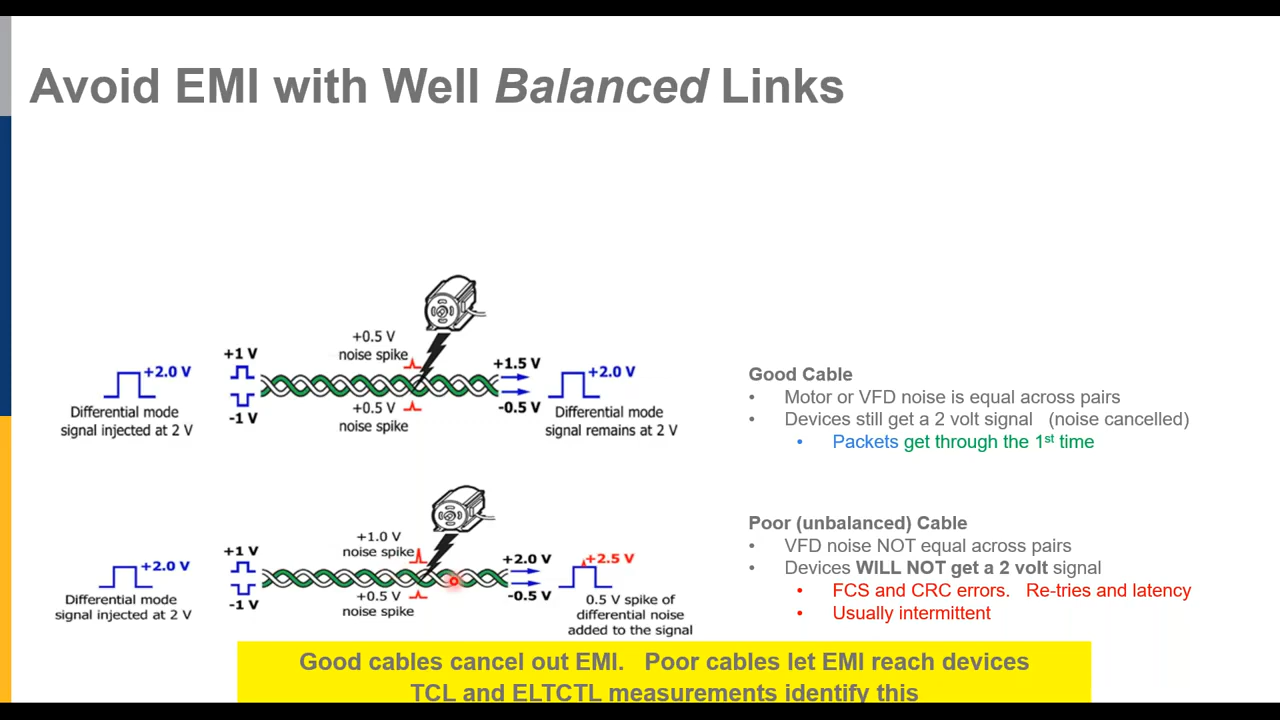 Avoid EMI with Well Balanced Links
+0.5 V
noise spike
+1 V
+2.0 V
-1 V
Differential mode
signal injected at 2 V
+0.5 V
noise spike
+1.5 V
-0.5 V
+2.0 V
Differential mode
signal remains at 2 V
Good Cable
• Motor or VFD noise is equal across pairs
• Devices still get a 2 volt signal (noise cancelled)
• Packets get through the 1st time
+1.0 V
noise spike
+1 V
+2.0 V
-1 V
Differential mode
signal injected at 2 V
+0.5 V
noise spike
+2.0 V
-0.5 V
+2.5 V
0.5 V spike of
differential noise
added to the signal
Poor (unbalanced) Cable
• VFD noise NOT equal across pairs
• Devices WILL NOT get a 2 volt signal
• FCS and CRC errors. Re-tries and latency
• Usually intermittent
Good cables cancel out EMI. Poor cables let EMI reach devices
TCL and ELTCTL measurements identify this